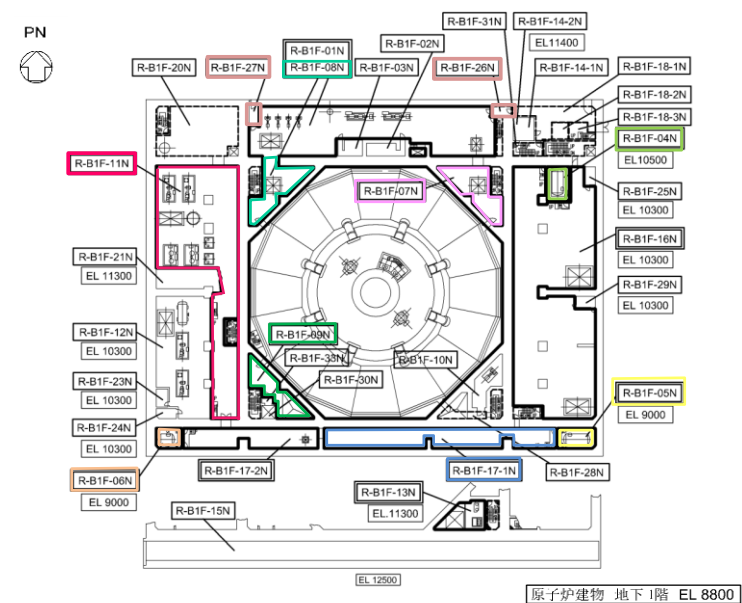 PN
R-B1F-31N
R-B1F-14-2N
EL11400
R-B1F-01N
R-B1F-02N
R-B1F-27N
R-B1F-08N
R-B1F-03N
R-B1F-26N
R-B1F-14-1N
R-B1F-18-1N
R-B1F-20N
R-B1F-18-2N
R-B1F-18-3N
R-B1F-04N
EL10500
R-B1F-11N
R-B1F-07N
R-B1F-25N
EL 10300
R-B1F-16N
EL 10300
R-B1F-21N
EL 11300
R-B1F-29N
EL 10300
R-B1F-12N
EL 10300
R-B1F-09N
R-B1F-33N
R-B1F-10N
R-B1F-30N
R-B1F-23N
EL 10300
R-B1F-05N
EL 9000
R-B1F-24N
EL 10300
R-B1F-06N
EL 9000
R-B1F-17-2N
R-B1F-17-1N
R-B1F-28N
R-B1F-13N
EL.11300
R-B1F-15N
EL 12500
原子炉建物 地下1階 EL 8800